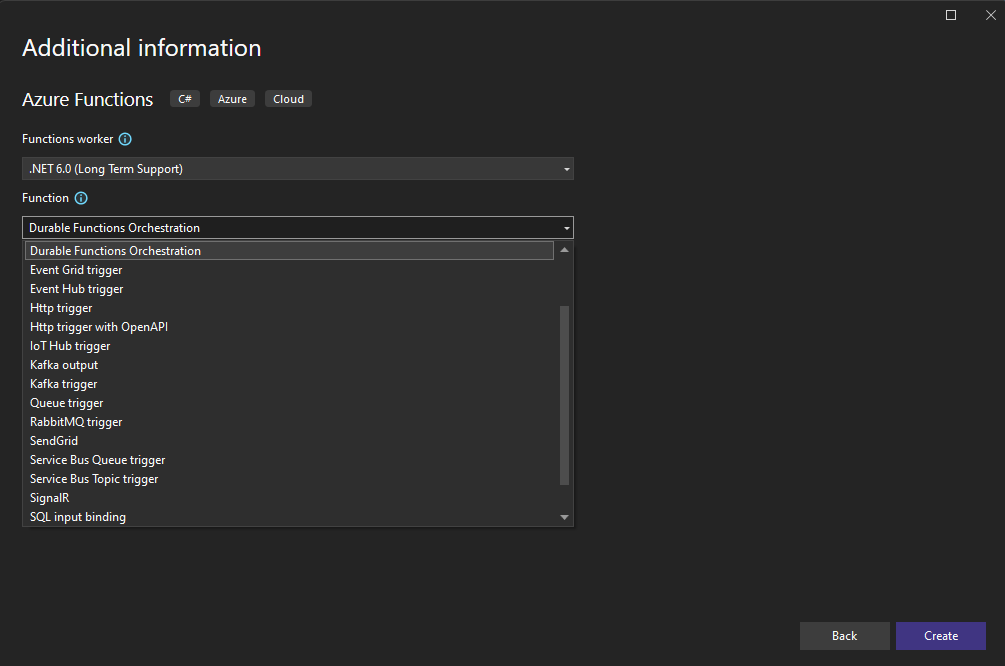 Additional information
Azure Functions C# Azure Cloud
Functions worker
.NET 6.0 (Long Term Support)
Function
Durable Functions Orchestration
Durable Functions Orchestration
Event Grid trigger
Event Hub trigger
Http trigger
Http trigger with OpenAPI
IoT Hub trigger
Kafka output
Kafka trigger
Queue trigger
RabbitMQ trigger
SendGrid
Service Bus Queue trigger
Service Bus Topic trigger
SignalR
SQL input binding
Back Create